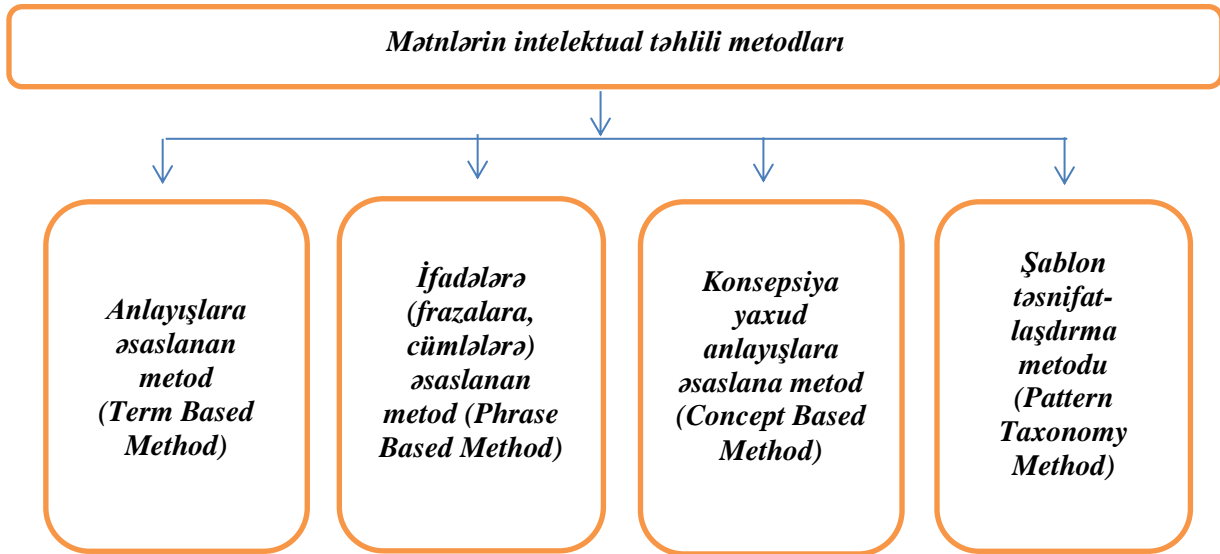 Mətnlərin intelektual təhlili metodları
Anlayışlara
əsaslanan
metod
(Term Based
Method)
İfadələrə
(frazalara,
cümlələrə)
əsaslanan
metod (Phrase
Based Method)
Konsepsiya
yaxud
anlayışlara
əsaslana metod
(Concept Based
Method)
Şablon
təsnifat-
laşdırma
metodu
(Pattern
Taxonomy
Method)